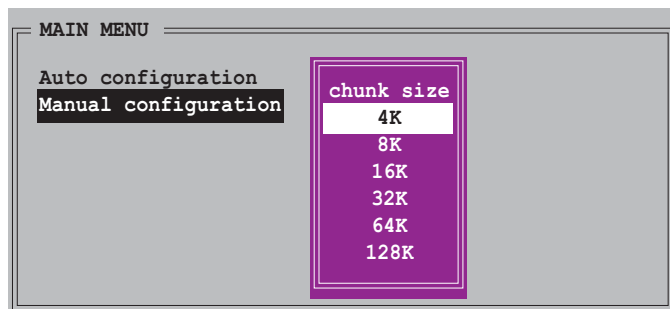 MAIN MENU
Auto configuration
Manual configuration
chunk size
4K
8K
16K
32K
64K
128K